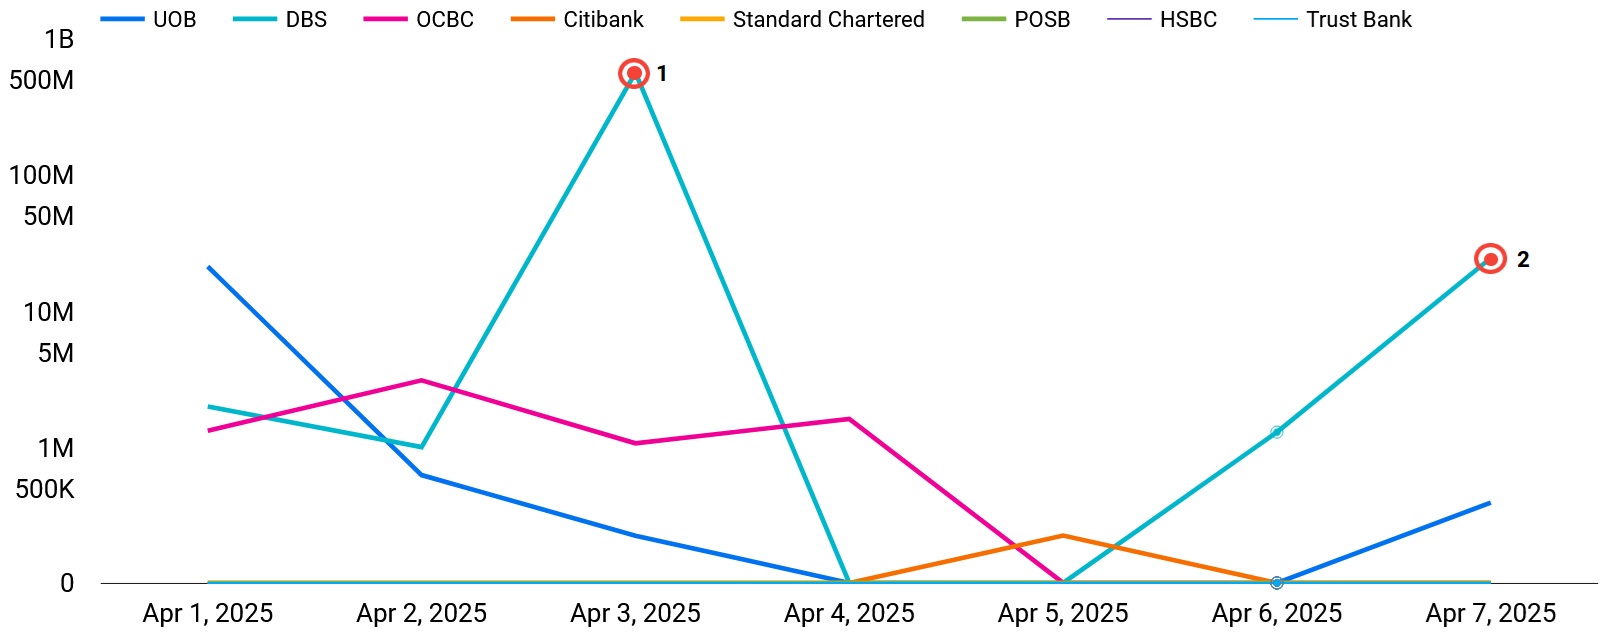 UOB DBS OCBC Citibank Standard Chartered POSB HSBC Trust Bank
1B
500M
100M
50M
10M
5M
1M
500K
0
1
2
Apr 1, 2025 Apr 2, 2025 Apr 3, 2025 Apr 4, 2025 Apr 5, 2025 Apr 6, 2025 Apr 7, 2025